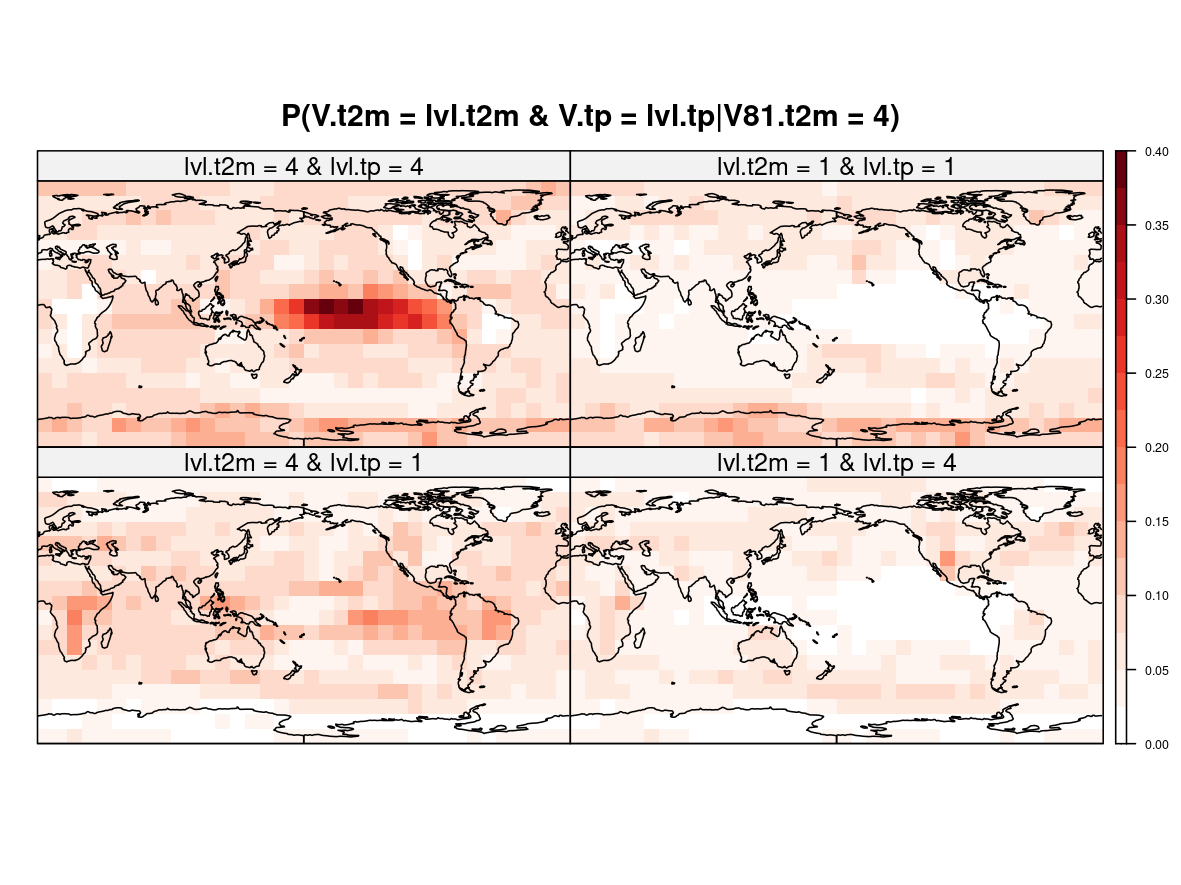 P(V.t2m = lvl.t2m & V.tp = lvl.tp|V81.t2m = 4)
lvl.t2m = 4 & lvl.tp = 4
lvl.t2m = 1 & lvl.tp = 1
lvl.t2m = 4 & lvl.tp = 1
lvl.t2m = 1 & lvl.tp = 4
0.40
0.35
0.30
0.25
0.20
0.15
0.10
0.05
0.00